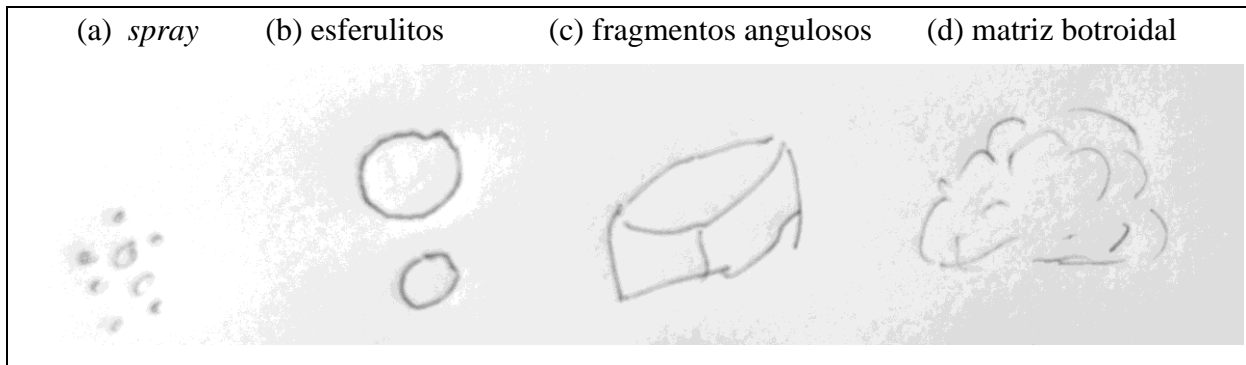 (a) spray (b) esferulitos (c) fragmentos angulosos (d) matriz botroidal